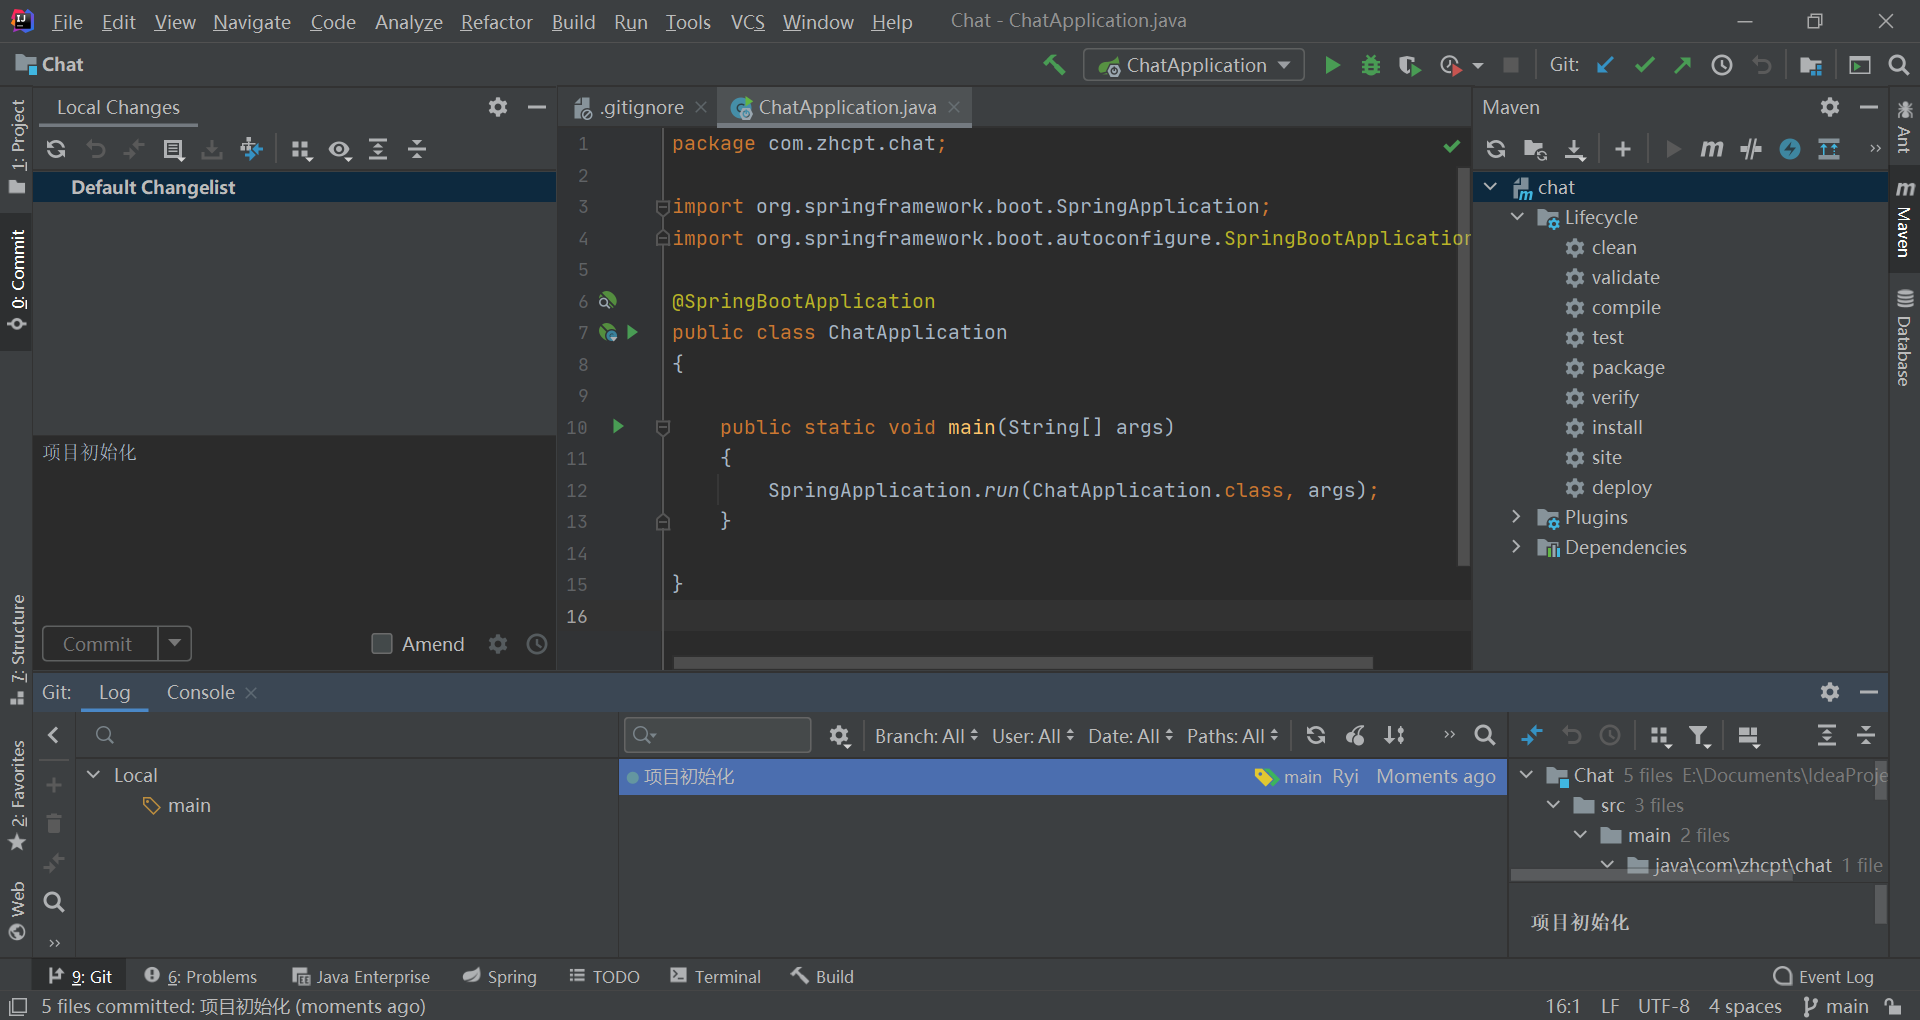 File Edit View Navigate Code Analyze Refactor Build Run Tools VCS Window Help Chat - ChatApplication.java
Chat
ChatApplication
Git:
1: Project
0: Commit
7: Structure
2: Favorites
Web
Local Changes
Default Changelist
项目初始化
Commit
Amend
.gitignore
ChatApplication.java
1 package com.zhcpt.chat;
2
3 import org.springframework.boot.SpringApplication;
4 import org.springframework.boot.autoconfigure.SpringBootApplication
5
6 @SpringBootApplication
7 public class ChatApplication
8 {
9
10 public static void main(String[] args)
11 {
12 SpringApplication.run(ChatApplication.class, args);
13 }
14
15 }
16
Maven
chat
Lifecycle
clean
validate
compile
test
package
verify
install
site
deploy
Plugins
Dependencies
Ant
Maven
Database
Git: Log Console
Local
main
Branch: All User: All Date: All Paths: All
项目初始化 main Ryi Moments ago
Chat 5 files E:\Documents\IdeaProje
src 3 files
main 2 files
java\com\zhcpt\chat 1 file
项目初始化
9: Git 6: Problems Java Enterprise Spring TODO Terminal Build Event Log
5 files committed: 项目初始化 (moments ago) 16:1 LF UTF-8 4 spaces main